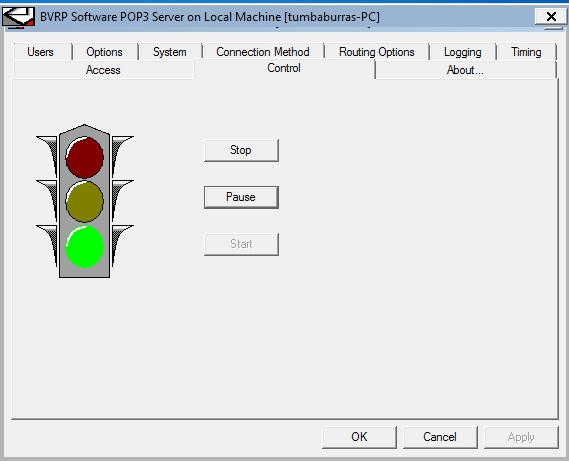 BVRP Software POP3 Server on Local Machine [tumbaburras-PC]
Users Options System Connection Method Routing Options Logging Timing
Access Control About...
Stop
Pause
Start
OK Cancel Apply